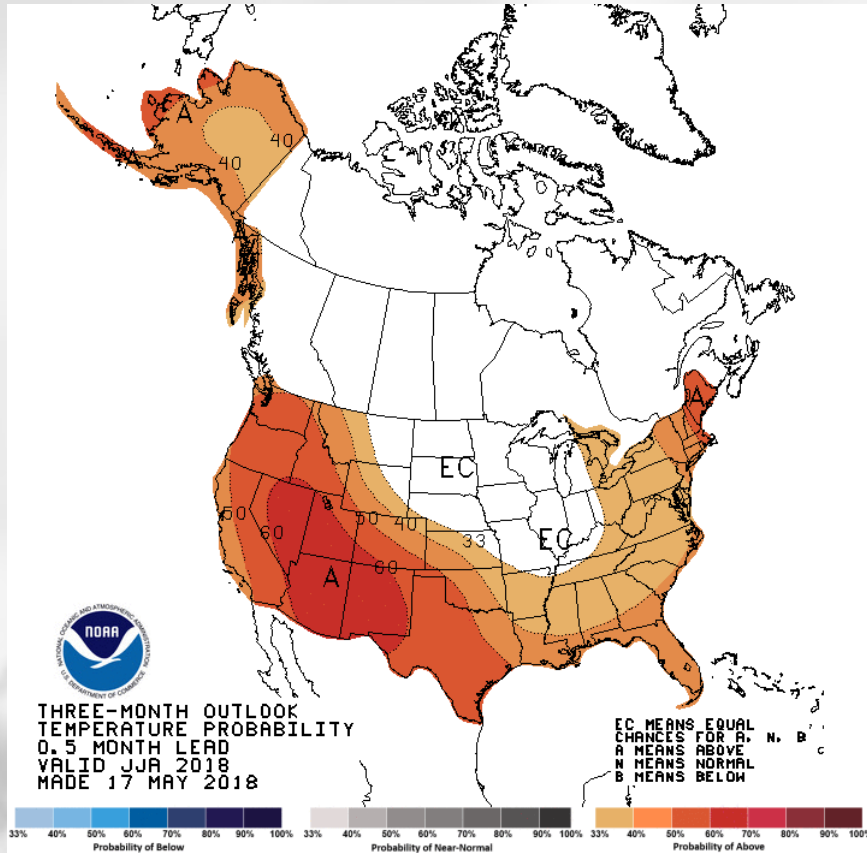 A
40
40
A
A
A
EC
50
50
40
60
33
EC
60
A
NATIONAL OCEANIC AND ATMOSPHERIC ADMINISTRATION
NOAA
U.S. DEPARTMENT OF COMMERCE
THREE-MONTH OUTLOOK
TEMPERATURE PROBABILITY
0.5 MONTH LEAD
VALID JJA 2018
MADE 17 MAY 2018
EC MEANS EQUAL
CHANCES FOR A, N, B
A MEANS ABOVE
N MEANS NORMAL
B MEANS BELOW
33% 40% 50% 60% 70% 80% 90% 100%
Probability of Below
33% 40% 50% 60% 70% 80% 90% 100%
Probability of Near-Normal
33% 40% 50% 60% 70% 80% 90% 100%
Probability of Above